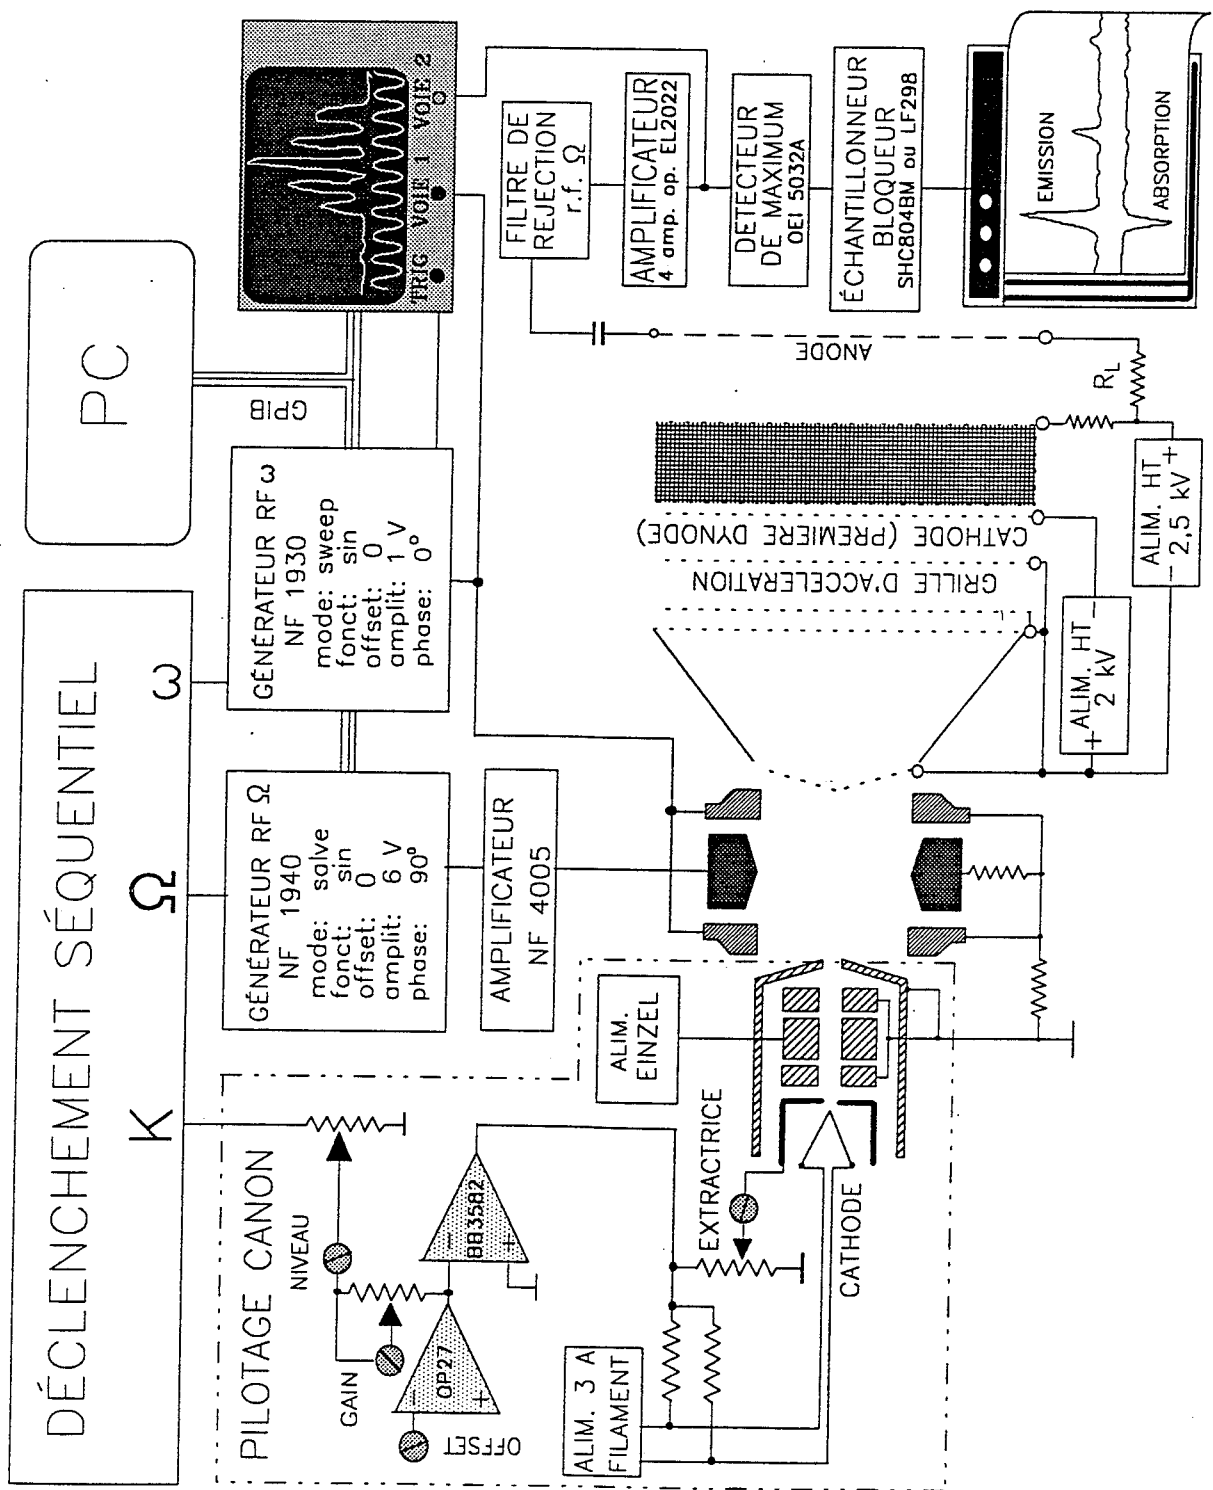 DÉCLENCHEMENT SÉQUENTIEL
K
Ω
ω
PC
GPIB
GÉNÉRATEUR RF Ω
NF 1940
mode: salve
fonct: sin
offset: 0
amplit: 6 V
phase: 90°
GÉNÉRATEUR RF ω
NF 1930
mode: sweep
fonct: sin
offset: 0
amplit: 1 V
phase: 0°
TRIG VOIE 1 VOIE 2
AMPLIFICATEUR
NF 4005
FILTRE DE
REJECTION
r.f. Ω
AMPLIFICATEUR
4 amp. op. EL2022
DETECTEUR
DE MAXIMUM
OEI 5032A
ÉCHANTILLONNEUR
BLOQUEUR
SHC804BM ou LF298
EMISSION
ABSORPTION
PILOTAGE CANON
NIVEAU
GAIN
OFFSET
OP27
-
+
BB3582
-
+
ALIM. 3 A
FILAMENT
EXTRACTRICE
CATHODE
ALIM.
EINZEL
GRILLE D'ACCELERATION
CATHODE (PREMIERE DYNODE)
ANODE
R_L
+ ALIM. HT -
2 kV
ALIM. HT
- 2,5 kV +